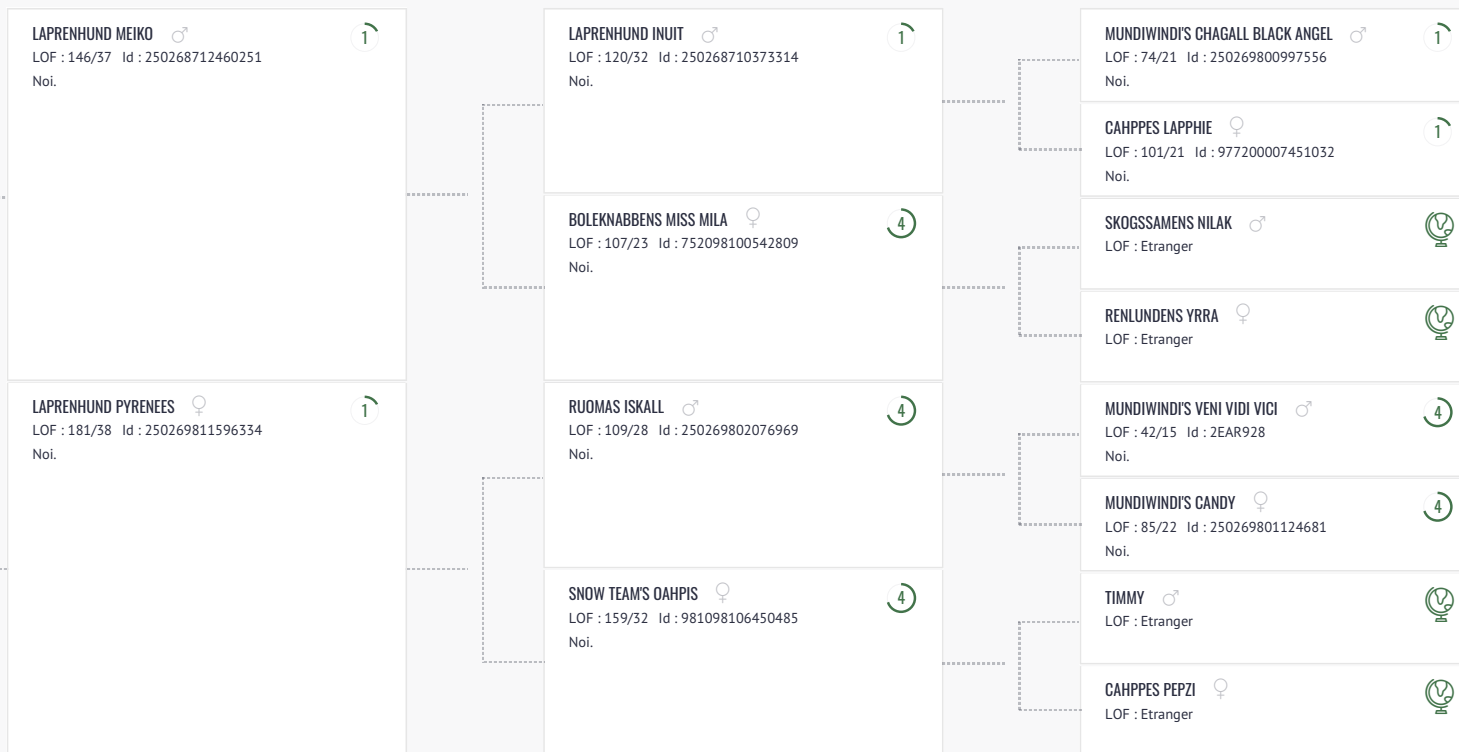 LAPRENHUND MEIKO ♂ 1
LOF : 146/37 Id : 250268712460251
Noi.
LAPRENHUND PYRENEES ♀ 1
LOF : 181/38 Id : 250269811596334
Noi.
LAPRENHUND INUIT ♂ 1
LOF : 120/32 Id : 250268710373314
Noi.
BOLEKNABBENS MISS MILA ♀ 4
LOF : 107/23 Id : 752098100542809
Noi.
RUOMAS ISKALL ♂ 4
LOF : 109/28 Id : 250269802076969
Noi.
SNOW TEAM'S OAHPIS ♀ 4
LOF : 159/32 Id : 981098106450485
Noi.
MUNDIWINDI'S CHAGALL BLACK ANGEL ♂ 1
LOF : 74/21 Id : 250269800997556
Noi.
CAHPPES LAPPHIE ♀ 1
LOF : 101/21 Id : 977200007451032
Noi.
SKOGSSAMENS NILAK ♂
LOF : Etranger
RENLUNDENS YRRA ♀
LOF : Etranger
MUNDIWINDI'S VENI VIDI VICI ♂ 4
LOF : 42/15 Id : 2EAR928
Noi.
MUNDIWINDI'S CANDY ♀ 4
LOF : 85/22 Id : 250269801124681
Noi.
TIMMY ♂
LOF : Etranger
CAHPPES PEPZI ♀
LOF : Etranger